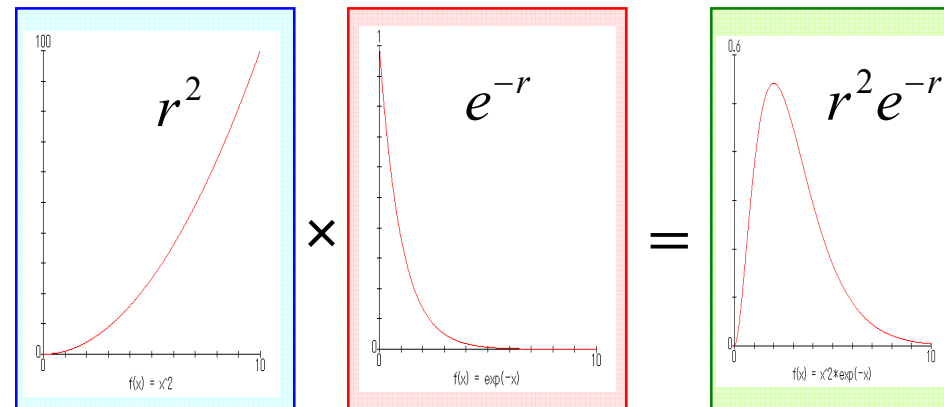 100
r²
0
0
10
f(x) = x^2
×
1
e⁻ʳ
0
0
10
f(x) = exp(-x)
=
0.6
r²e⁻ʳ
0
0
10
f(x) = x^2*exp(-x)